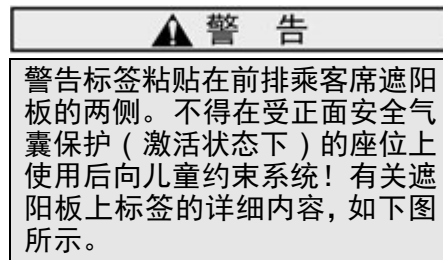 警 告
警告标签粘贴在前排乘客席遮阳
板的两侧。不得在受正面安全气
囊保护（激活状态下）的座位上
使用后向儿童约束系统！有关遮
阳板上标签的详细内容，如下图
所示。